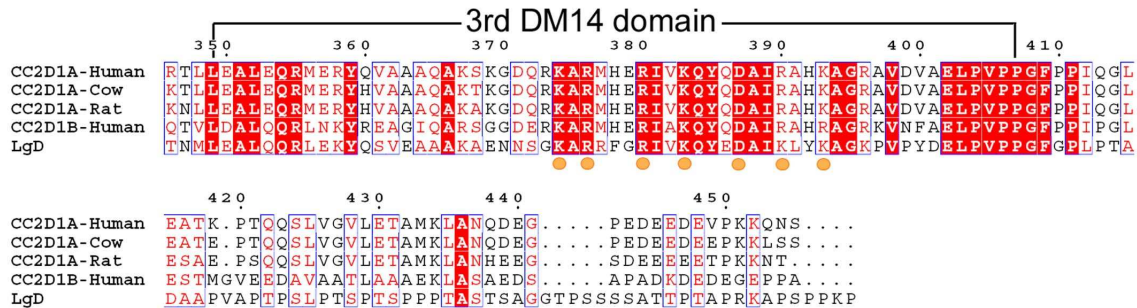 3rd DM14 domain
350 360 370 380 390 400 410
CC2D1A-Human RTLLEALEQRMERYQVAAAQAKSKGDQRKARMHERIVKQYQDAIRAHKAGRAVDVAELPVPPGFPPIQGL
CC2D1A-Cow KTLLEALEQRMERYHVAAAQAKTKGDQRKARMHERIVKQYQDAIRAHKAGRAVDVAELPVPPGFPPIQGL
CC2D1A-Rat KNLLEALEQRMERYHVAAAQAKAKGDQRKARMHERIVKQYQDAIRAHKAGRAVDVAELPVPPGFPPIQGL
CC2D1B-Human QTVLDALQQRLNKYREAGIQARSGGDERKARMHERIAKQYQDAIRAHRAGRKVNFAELPVPPGFPPIPGL
LgD TNMLEALQQRLEKYQSVEAAAKAENNSGKARRFGRIVKQYEDAIKLYKAGKPVPYDELPVPPGFGPLPTA
420 430 440 450
CC2D1A-Human EATK.PTQQSLVGVLETAMKLANQDEG.....PEDEEDEVPKKQNS....
CC2D1A-Cow EATE.PTQQSLVGVLETAMKLANQDEG.....PEDEEDEEPKKLSS....
CC2D1A-Rat ESAE.PSQQSLVGVLETAMKLANHEEG.....SDEEEEETPKKNT.....
CC2D1B-Human ESTMGVEEDAVAATLAAAEKLASAEDS.....APADKDEDEGEPPA....
LgD DAAPVAPTPSLPTSPTSPPPTASTSAGGTPSSSSATTPTAPRKAPSPPKP